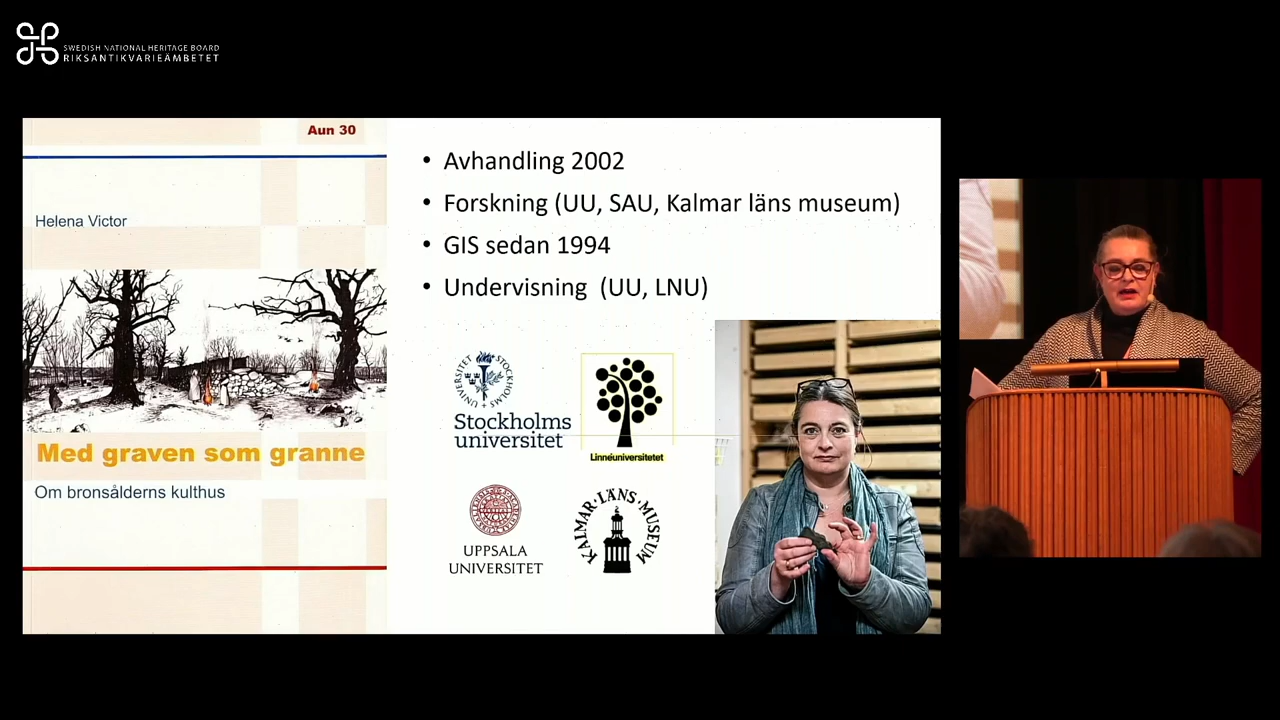 SWEDISH NATIONAL HERITAGE BOARD
RIKSANTIKVARIEÄMBETET
Aun 30
Helena Victor
Med graven som granne
Om bronsålderns kulthus
• Avhandling 2002
• Forskning (UU, SAU, Kalmar läns museum)
• GIS sedan 1994
• Undervisning (UU, LNU)
STOCKHOLMS UNIVERSITET
Stockholms
universitet
Linnéuniversitetet
UPPSALA
UNIVERSITET
KALMAR·LÄNS·MUSEUM